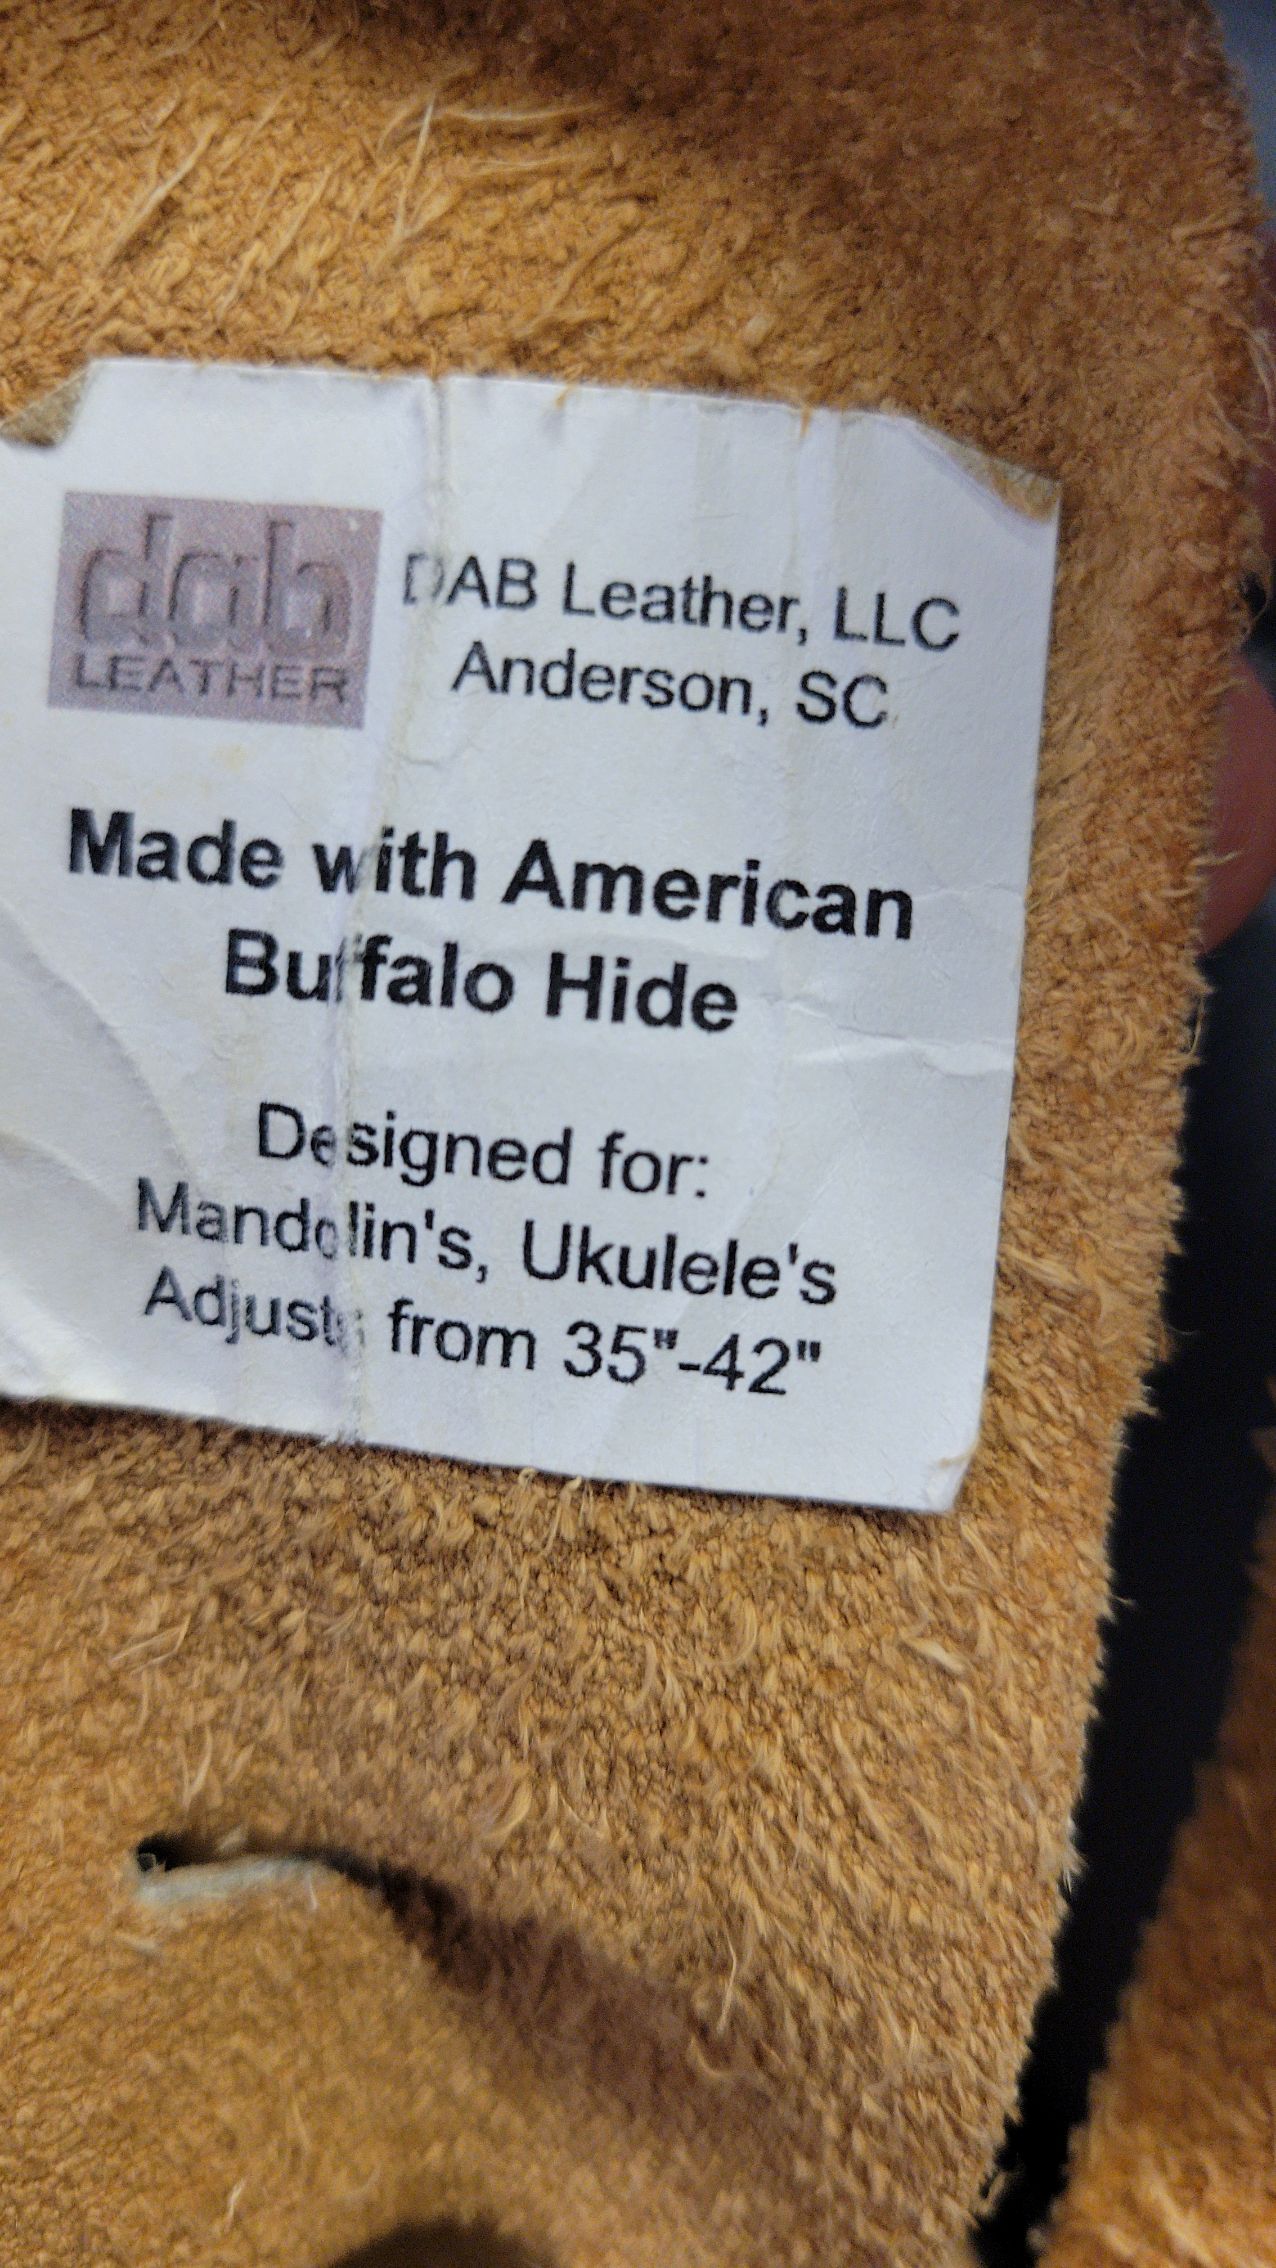 dab
LEATHER
DAB Leather, LLC
Anderson, SC
Made with American
Buffalo Hide
Designed for:
Mandolin's, Ukulele's
Adjusts from 35"-42"